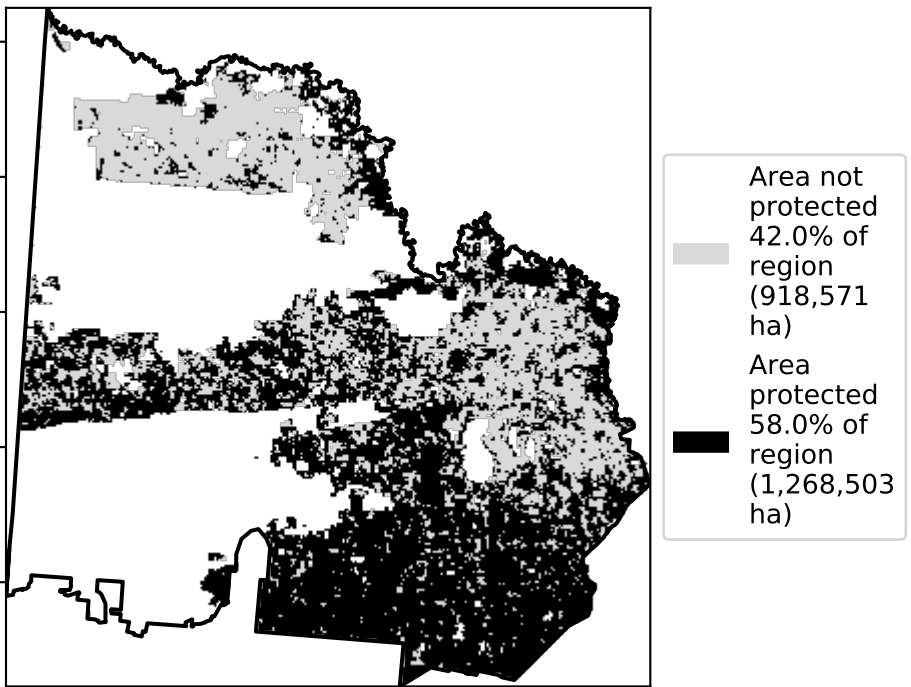 Area not
protected
42.0% of
region
(918,571
ha)
Area
protected
58.0% of
region
(1,268,503
ha)